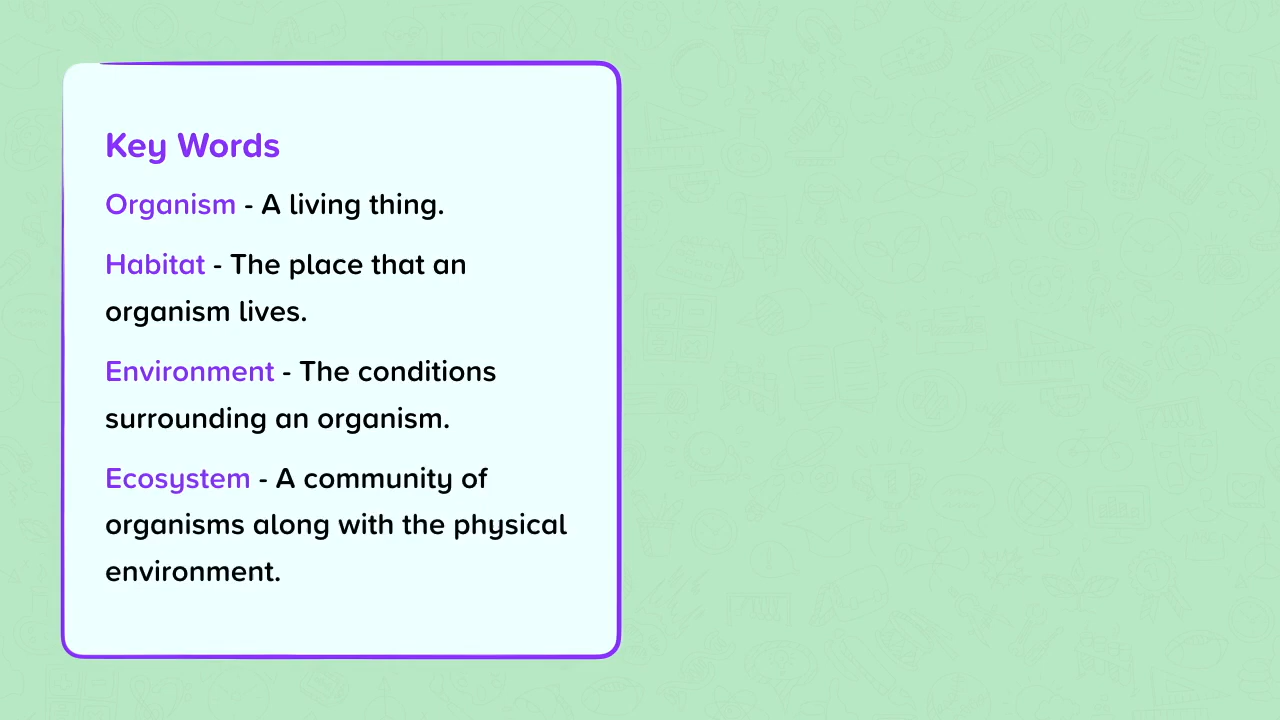 Key Words
Organism - A living thing.
Habitat - The place that an
organism lives.
Environment - The conditions
surrounding an organism.
Ecosystem - A community of
organisms along with the physical
environment.